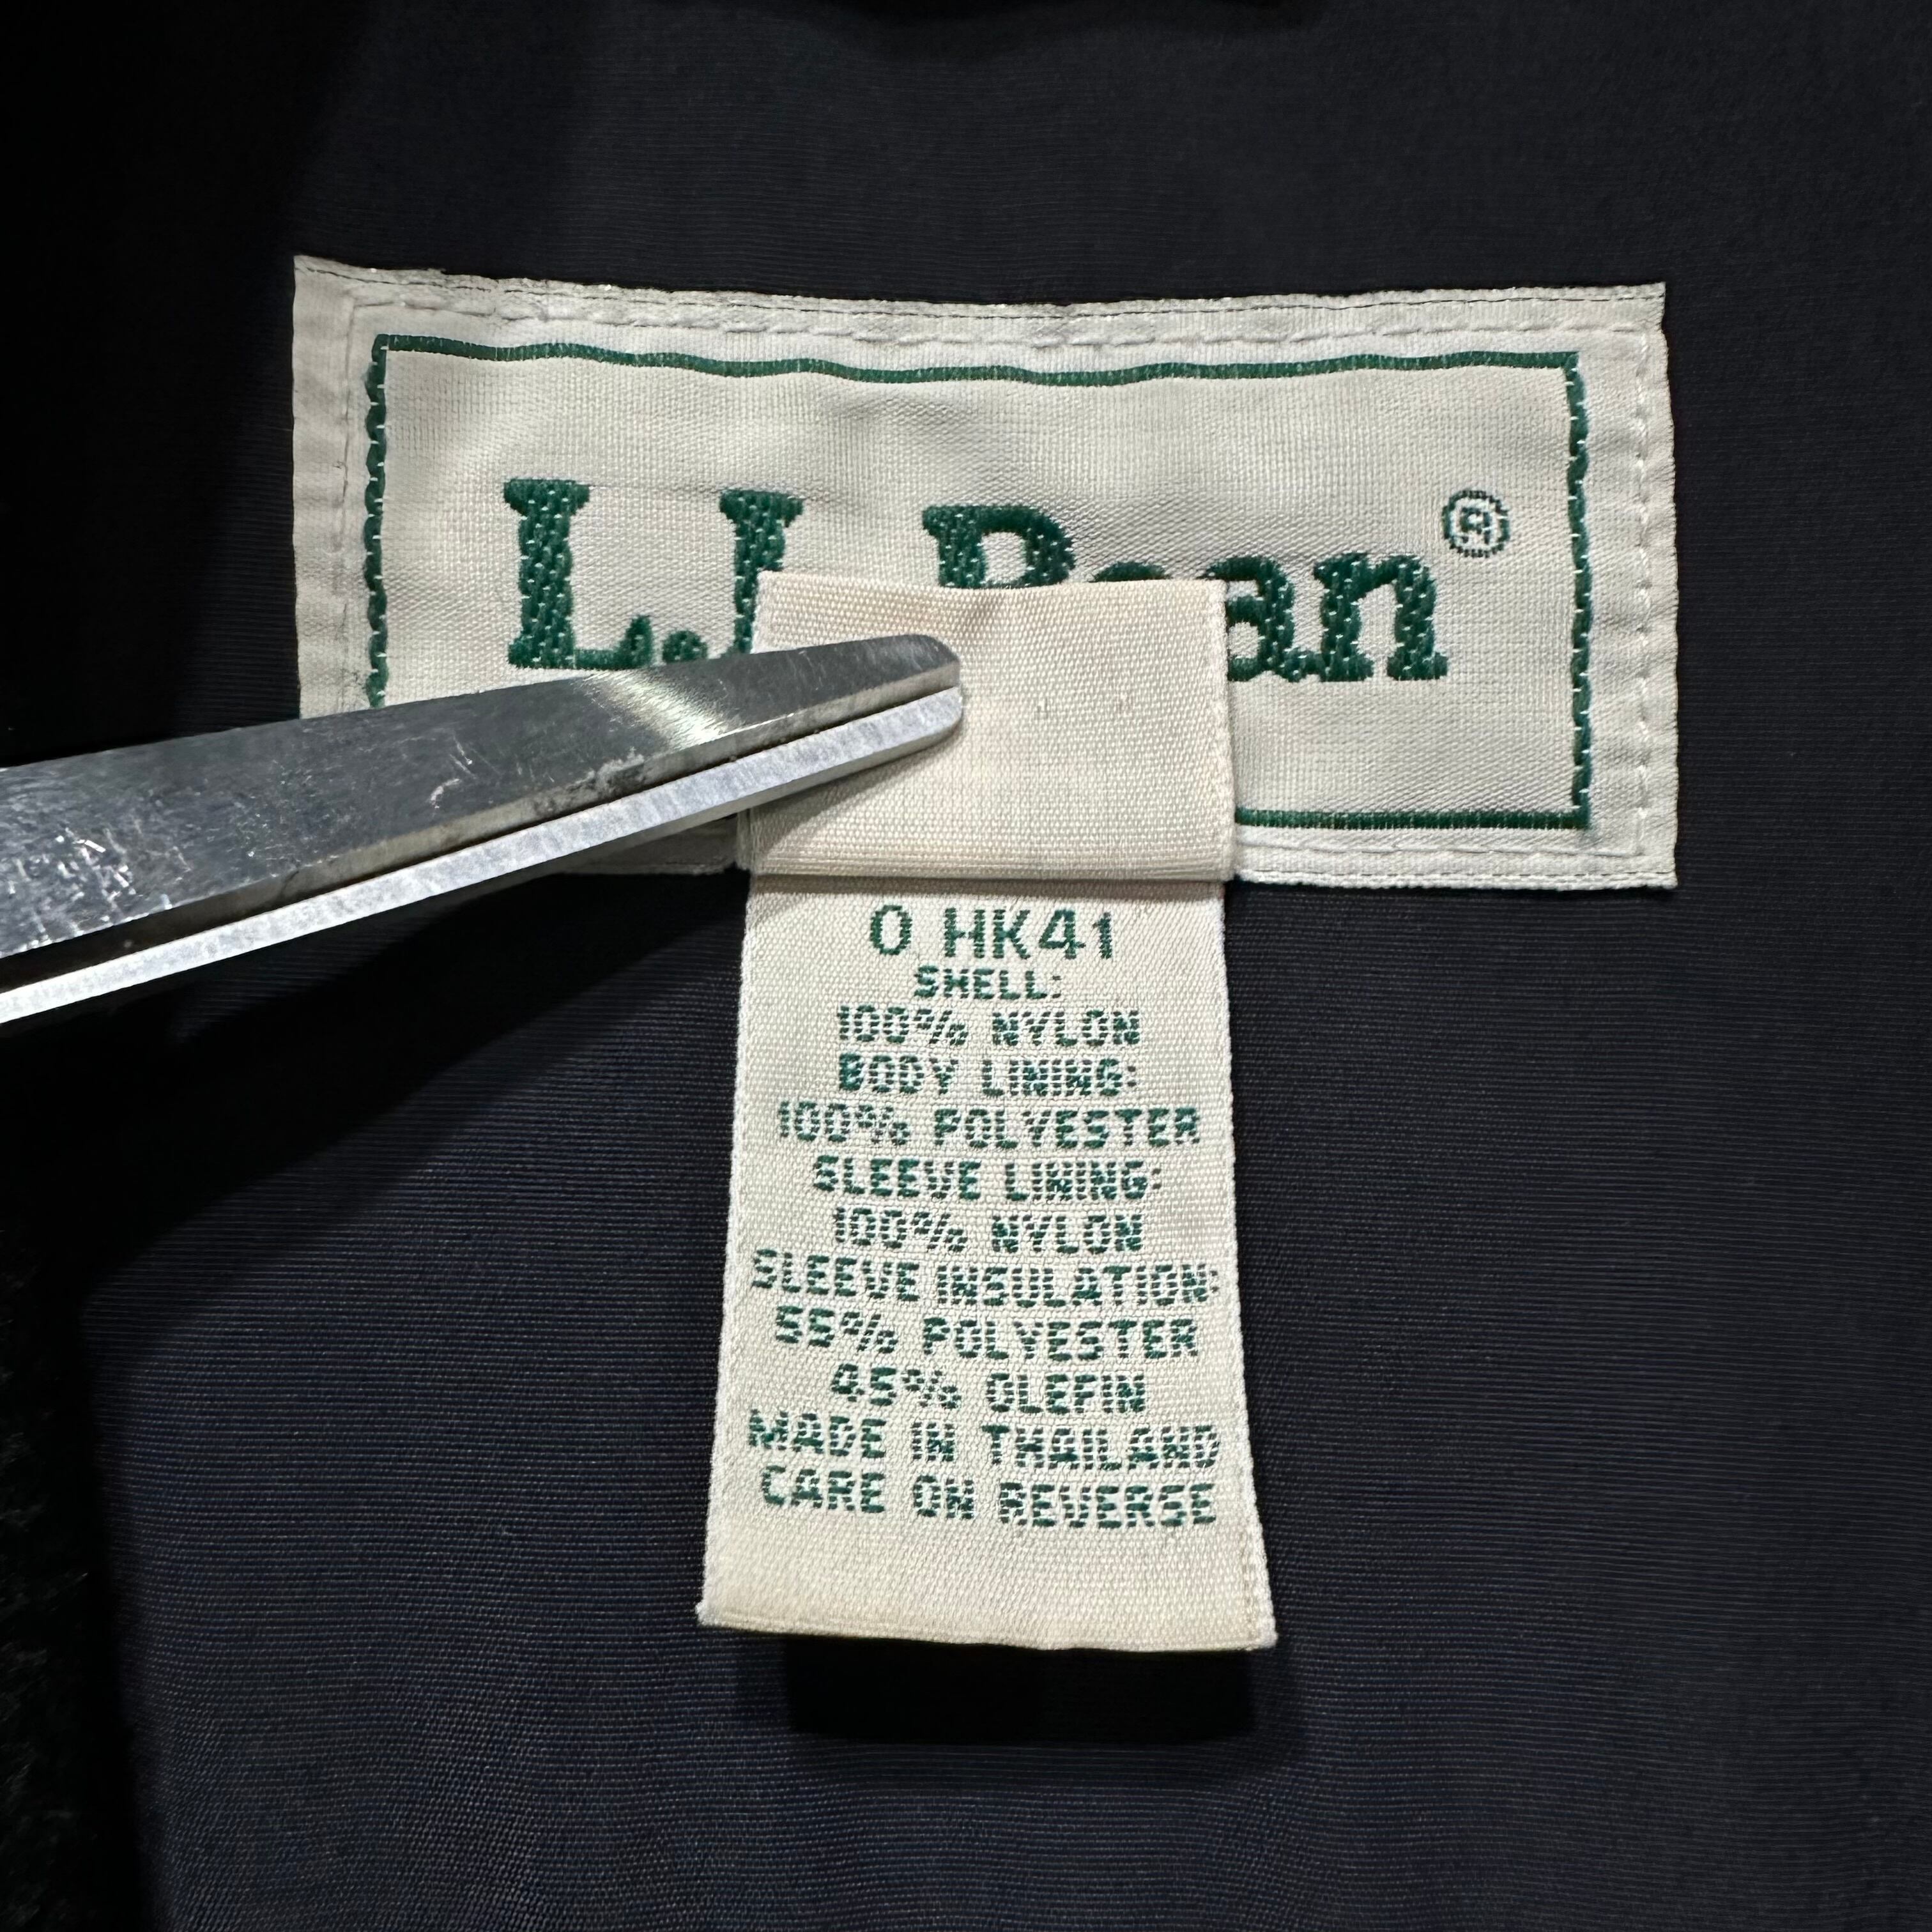 L.L.Bean®
0 HK41
SHELL:
100% NYLON
BODY LINING:
100% POLYESTER
SLEEVE LINING:
100% NYLON
SLEEVE INSULATION:
55% POLYESTER
45% OLEFIN
MADE IN THAILAND
CARE ON REVERSE